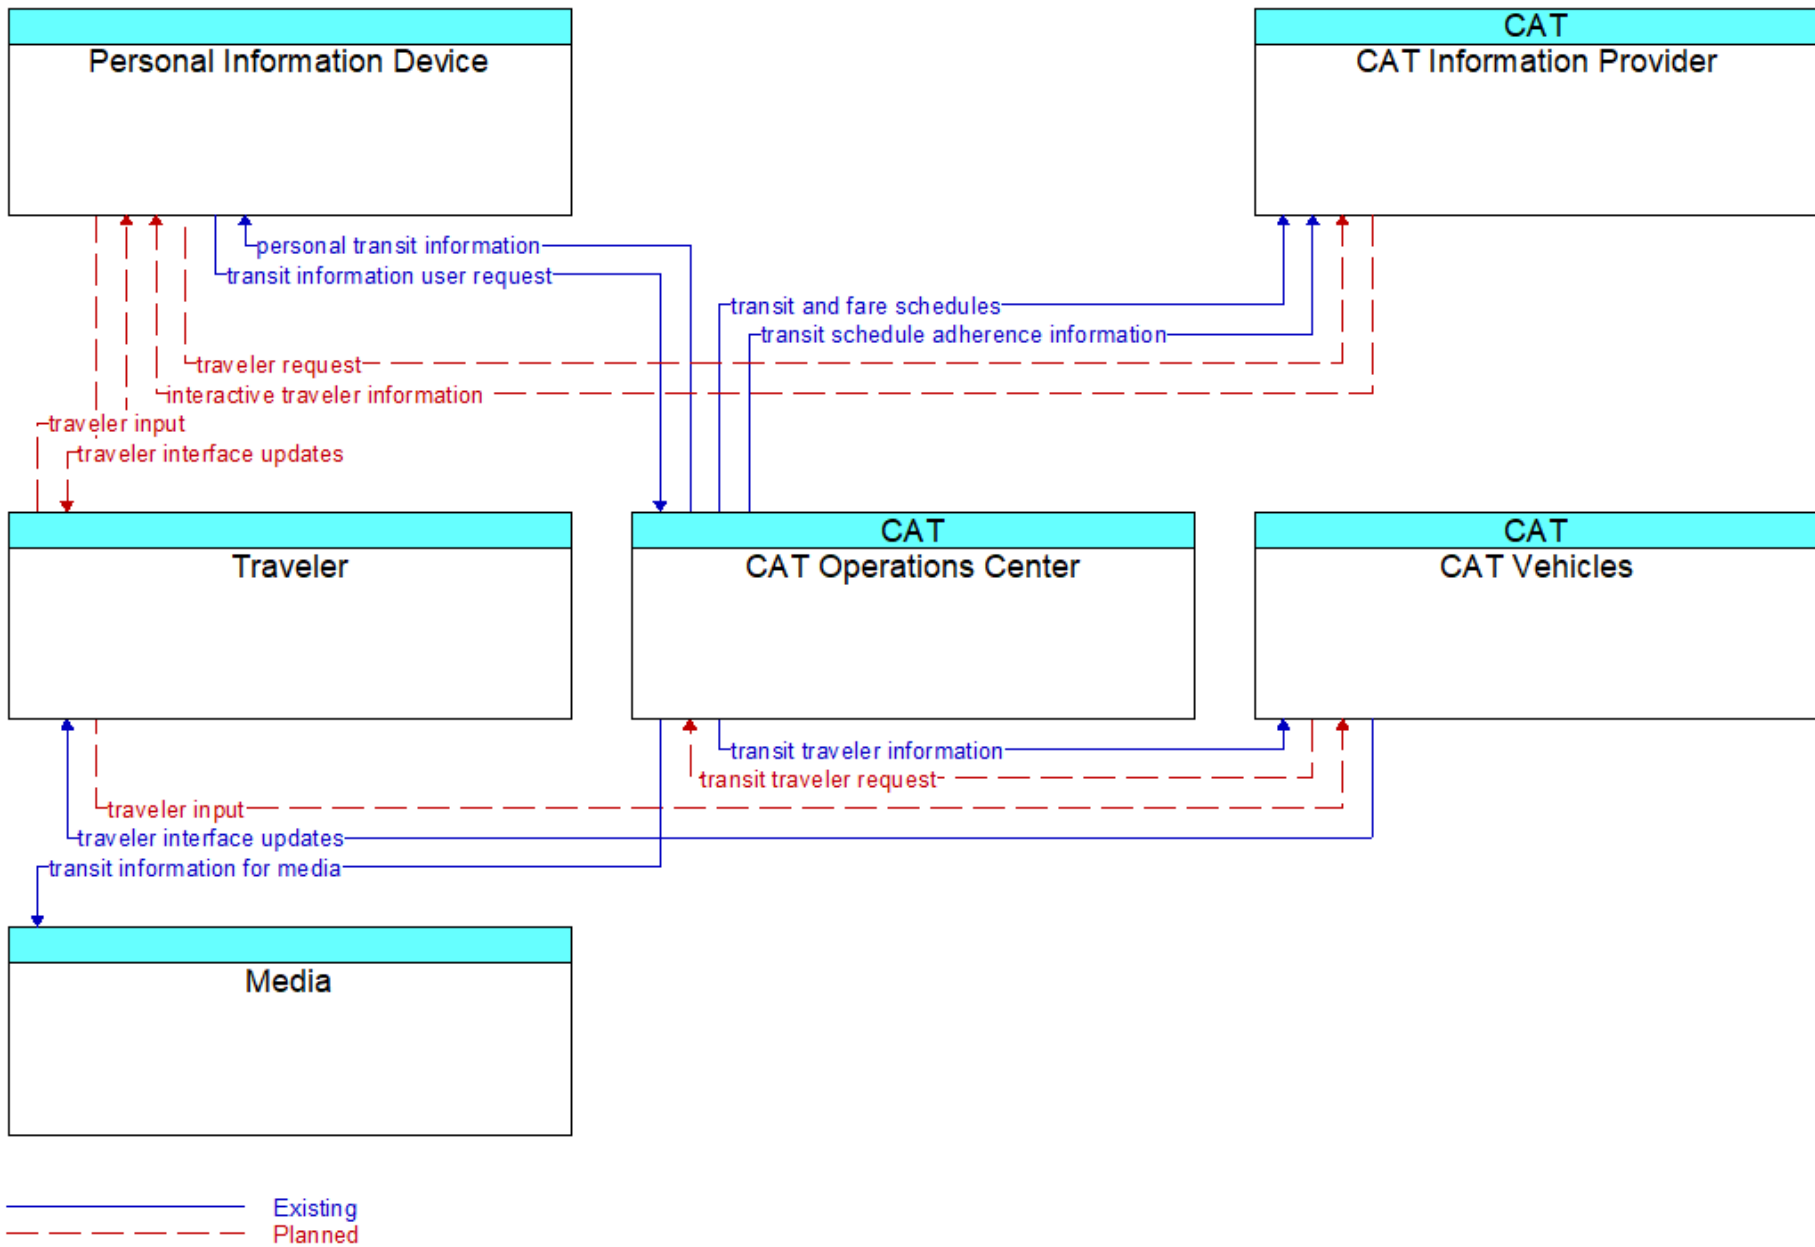 Personal Information Device
CAT
CAT Information Provider
personal transit information
transit information user request
transit and fare schedules
transit schedule adherence information
traveler request
interactive traveler information
traveler input
traveler interface updates
Traveler
CAT
CAT Operations Center
CAT
CAT Vehicles
transit traveler information
transit traveler request
traveler input
traveler interface updates
transit information for media
Media
Existing
Planned